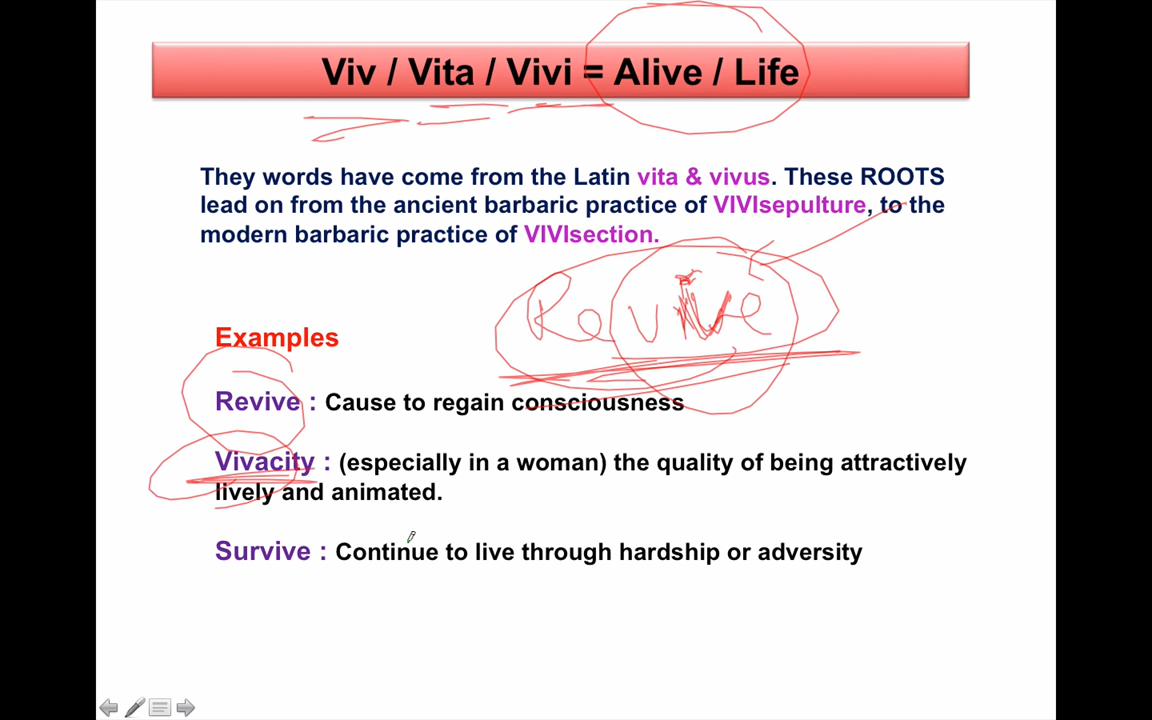 Viv / Vita / Vivi = Alive / Life
They words have come from the Latin vita & vivus. These ROOTS
lead on from the ancient barbaric practice of VIVIsepulture, to the
modern barbaric practice of VIVIsection.
Revive
Examples
Revive : Cause to regain consciousness
Vivacity : (especially in a woman) the quality of being attractively
lively and animated.
Survive : Continue to live through hardship or adversity